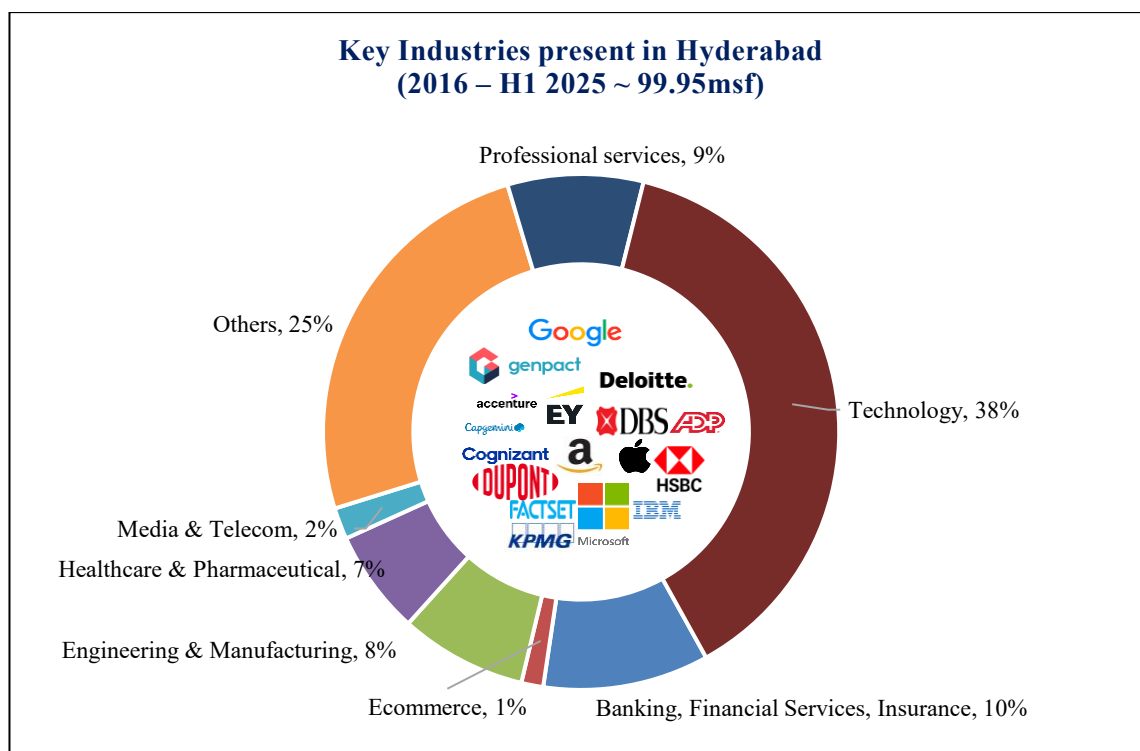 Key Industries present in Hyderabad
(2016 – H1 2025 ~ 99.95msf)
Professional services, 9%
Others, 25%
Technology, 38%
Google
genpact
Deloitte.
accenture
EY
DBS
ADP
Capgemini
Cognizant
a
HSBC
DUPONT
FACTSET
IBM
KPMG
Microsoft
Media & Telecom, 2%
Healthcare & Pharmaceutical, 7%
Engineering & Manufacturing, 8%
Ecommerce, 1%
Banking, Financial Services, Insurance, 10%